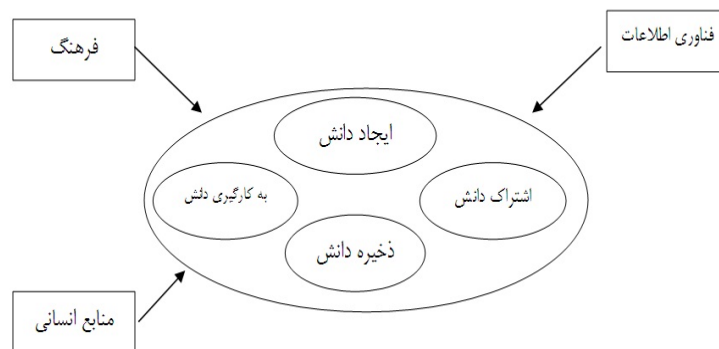 فناوری اطلاعات
فرهنگ
ایجاد دانش
اشتراک دانش
به کارگیری دانش
ذخیره دانش
منابع انسانی